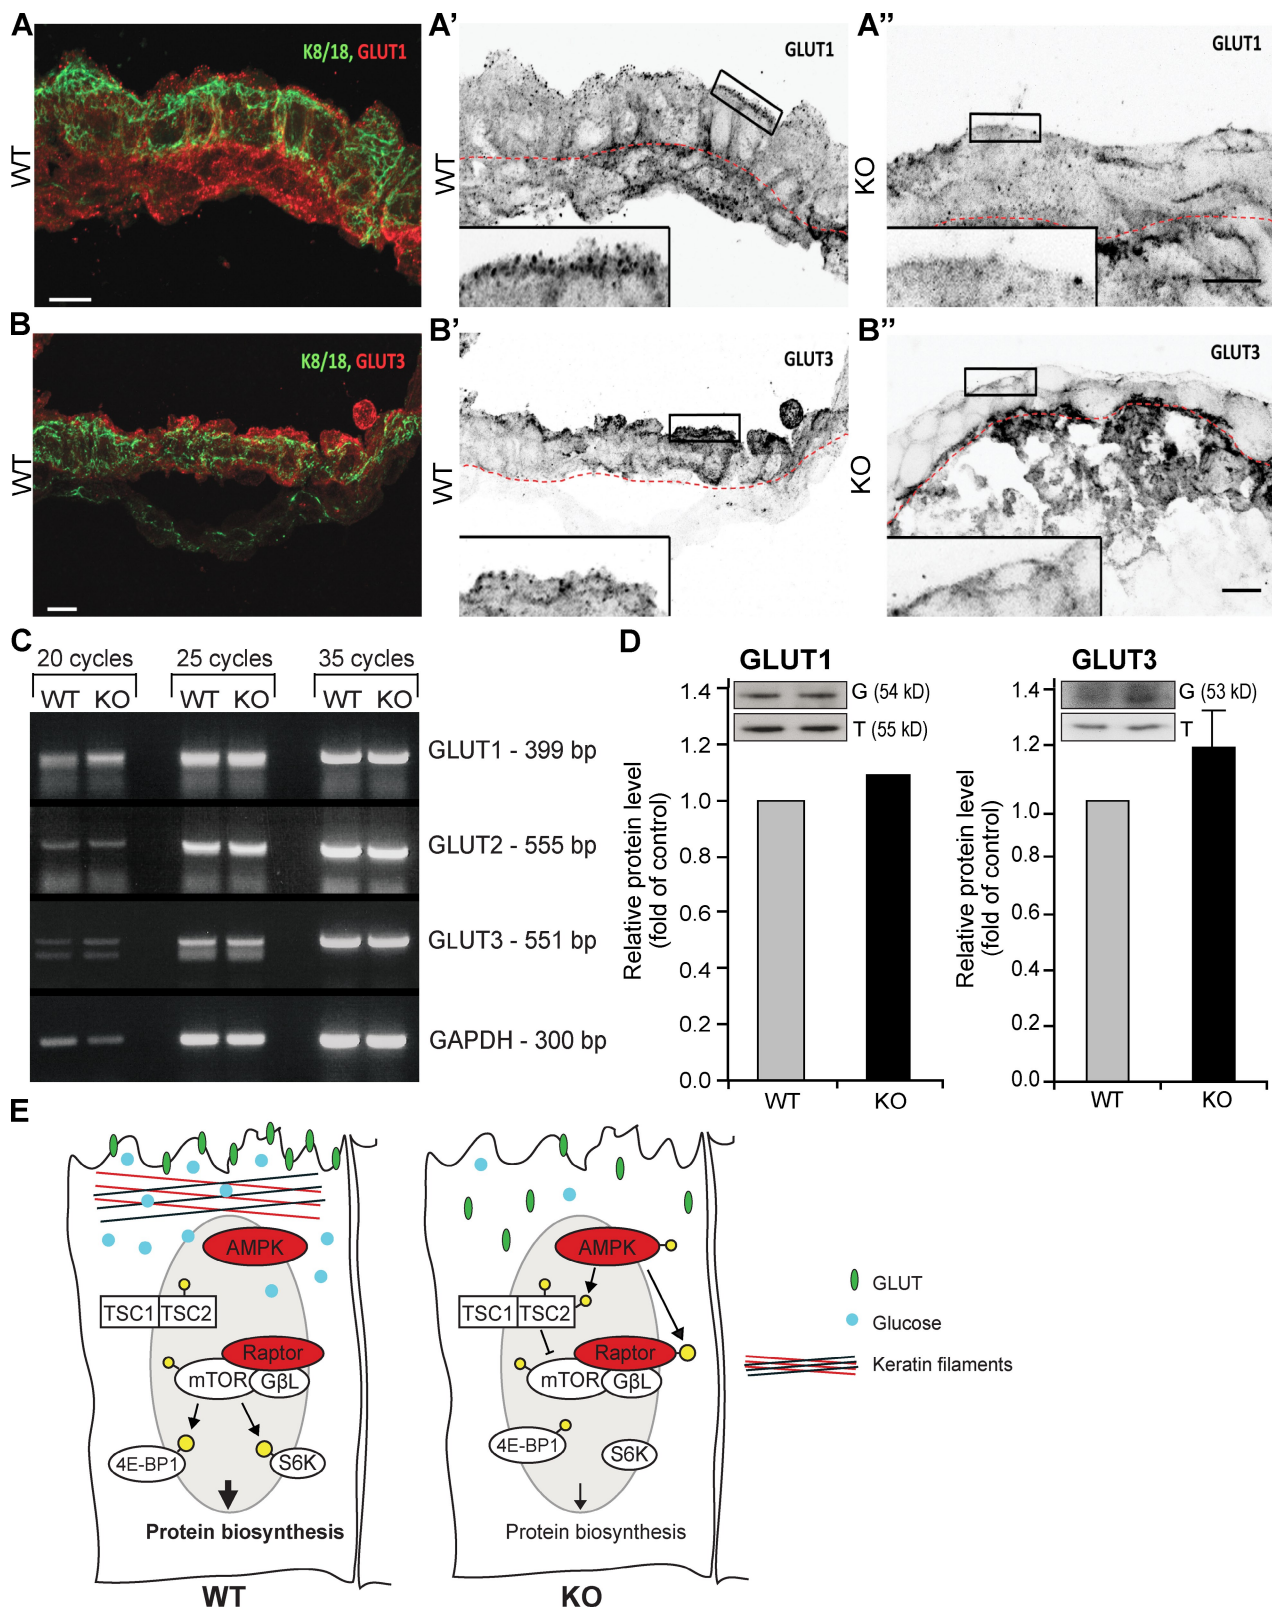 A
K8/18, GLUT1
WT
A'
GLUT1
WT
A"
GLUT1
KO
B
K8/18, GLUT3
WT
B'
GLUT3
WT
B"
GLUT3
KO
C
20 cycles 25 cycles 35 cycles
WT KO WT KO WT KO
GLUT1 - 399 bp
GLUT2 - 555 bp
GLUT3 - 551 bp
GAPDH - 300 bp
D
GLUT1
G (54 kD)
T (55 kD)
Relative protein level
(fold of control)
1.4
1.2
1.0
0.8
0.6
0.4
0.2
0.0
WT KO
GLUT3
G (53 kD)
T
Relative protein level
(fold of control)
1.4
1.2
1.0
0.8
0.6
0.4
0.2
0.0
WT KO
E
AMPK
TSC1 TSC2
Raptor
mTOR GβL
4E-BP1 S6K
Protein biosynthesis
WT
AMPK
TSC1 TSC2
Raptor
mTOR GβL
4E-BP1 S6K
Protein biosynthesis
KO
GLUT
Glucose
Keratin filaments